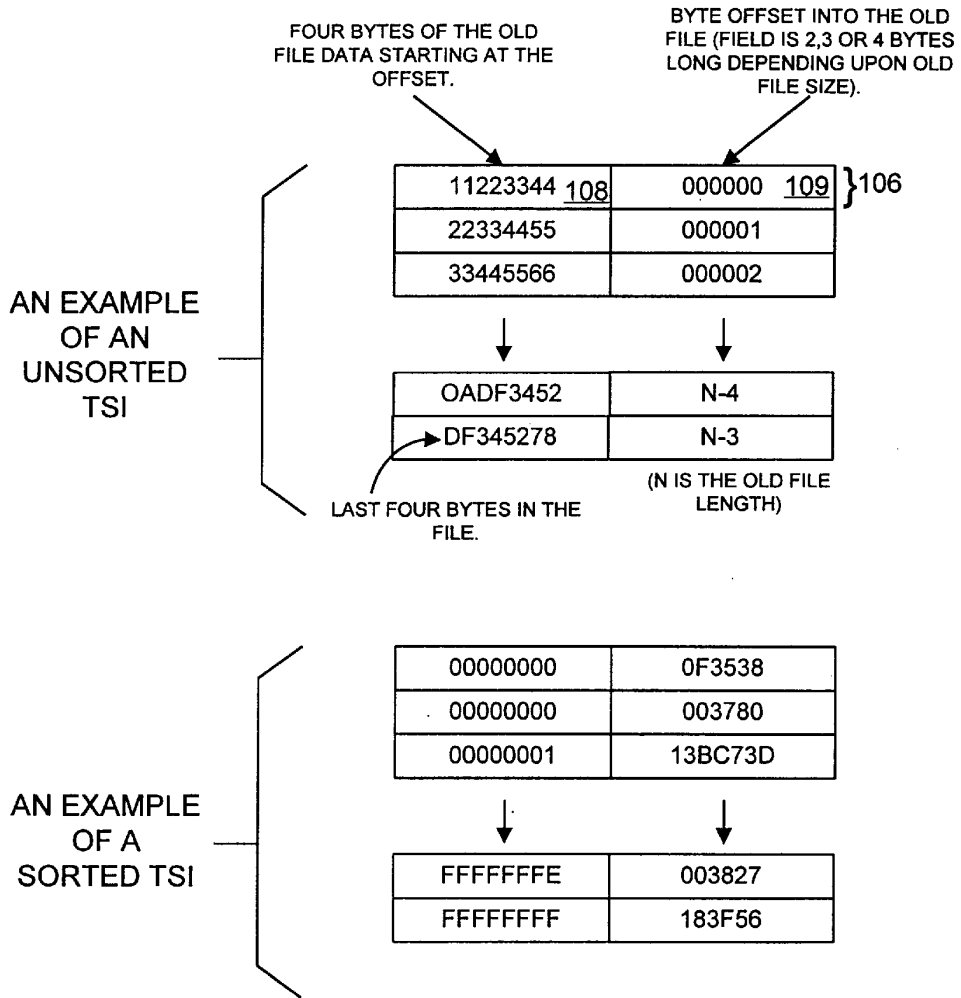 FOUR BYTES OF THE OLD
FILE DATA STARTING AT THE
OFFSET.
BYTE OFFSET INTO THE OLD
FILE (FIELD IS 2,3 OR 4 BYTES
LONG DEPENDING UPON OLD
FILE SIZE).
AN EXAMPLE
OF AN
UNSORTED
TSI
11223344 108 000000 109 }106
22334455 000001
33445566 000002
OADF3452 N-4
DF345278 N-3
(N IS THE OLD FILE
LENGTH)
LAST FOUR BYTES IN THE
FILE.
AN EXAMPLE
OF A
SORTED TSI
00000000 0F3538
00000000 003780
00000001 13BC73D
FFFFFFFE 003827
FFFFFFFF 183F56